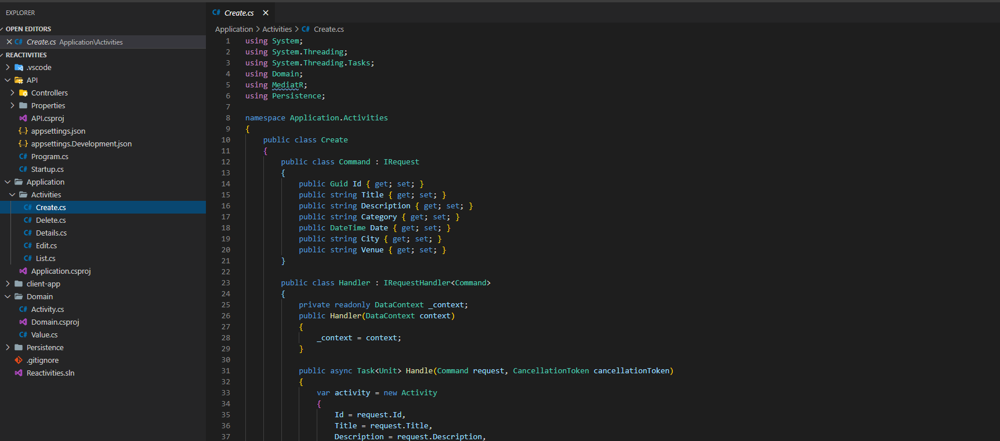 EXPLORER
OPEN EDITORS
Create.cs Application\Activities
REACTIVITIES
.vscode
API
Controllers
Properties
API.csproj
appsettings.json
appsettings.Development.json
Program.cs
Startup.cs
Application
Activities
Create.cs
Delete.cs
Details.cs
Edit.cs
List.cs
Application.csproj
client-app
Domain
Activity.cs
Domain.csproj
Value.cs
Persistence
.gitignore
Reactivities.sln
C# Create.cs
Application > Activities > C# Create.cs
1 using System;
2 using System.Threading;
3 using System.Threading.Tasks;
4 using Domain;
5 using MediatR;
6 using Persistence;
7
8 namespace Application.Activities
9 {
10 public class Create
11 {
12 public class Command : IRequest
13 {
14 public Guid Id { get; set; }
15 public string Title { get; set; }
16 public string Description { get; set; }
17 public string Category { get; set; }
18 public DateTime Date { get; set; }
19 public string City { get; set; }
20 public string Venue { get; set; }
21 }
22
23 public class Handler : IRequestHandler<Command>
24 {
25 private readonly DataContext _context;
26 public Handler(DataContext context)
27 {
28 _context = context;
29 }
30
31 public async Task<Unit> Handle(Command request, CancellationToken cancellationToken)
32 {
33 var activity = new Activity
34 {
35 Id = request.Id,
36 Title = request.Title,
37 Description = request.Description,